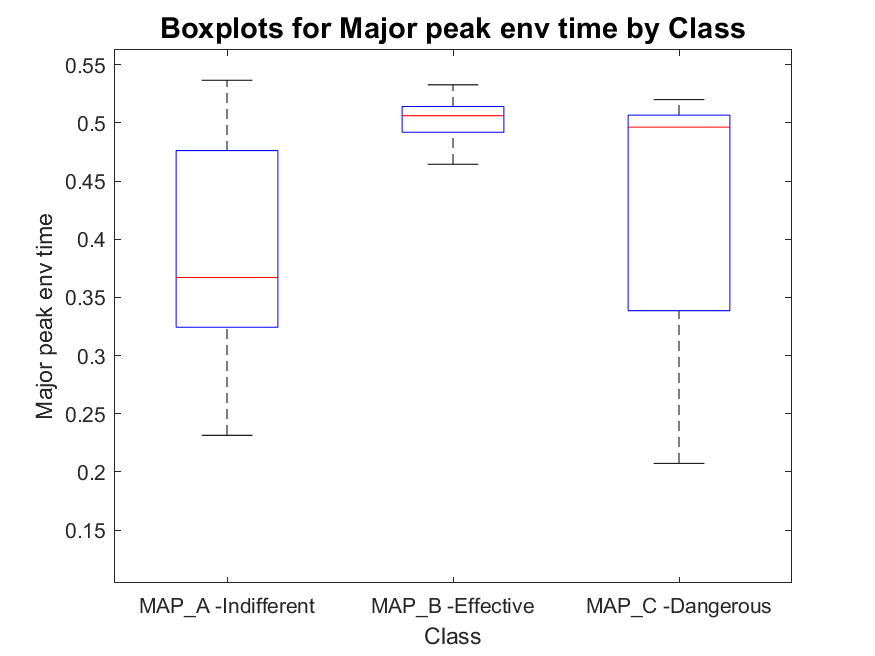 Boxplots for Major peak env time by Class
0.55
0.5
0.45
0.4
0.35
0.3
0.25
0.2
0.15
Major peak env time
MAP_A -Indifferent
MAP_B -Effective
MAP_C -Dangerous
Class